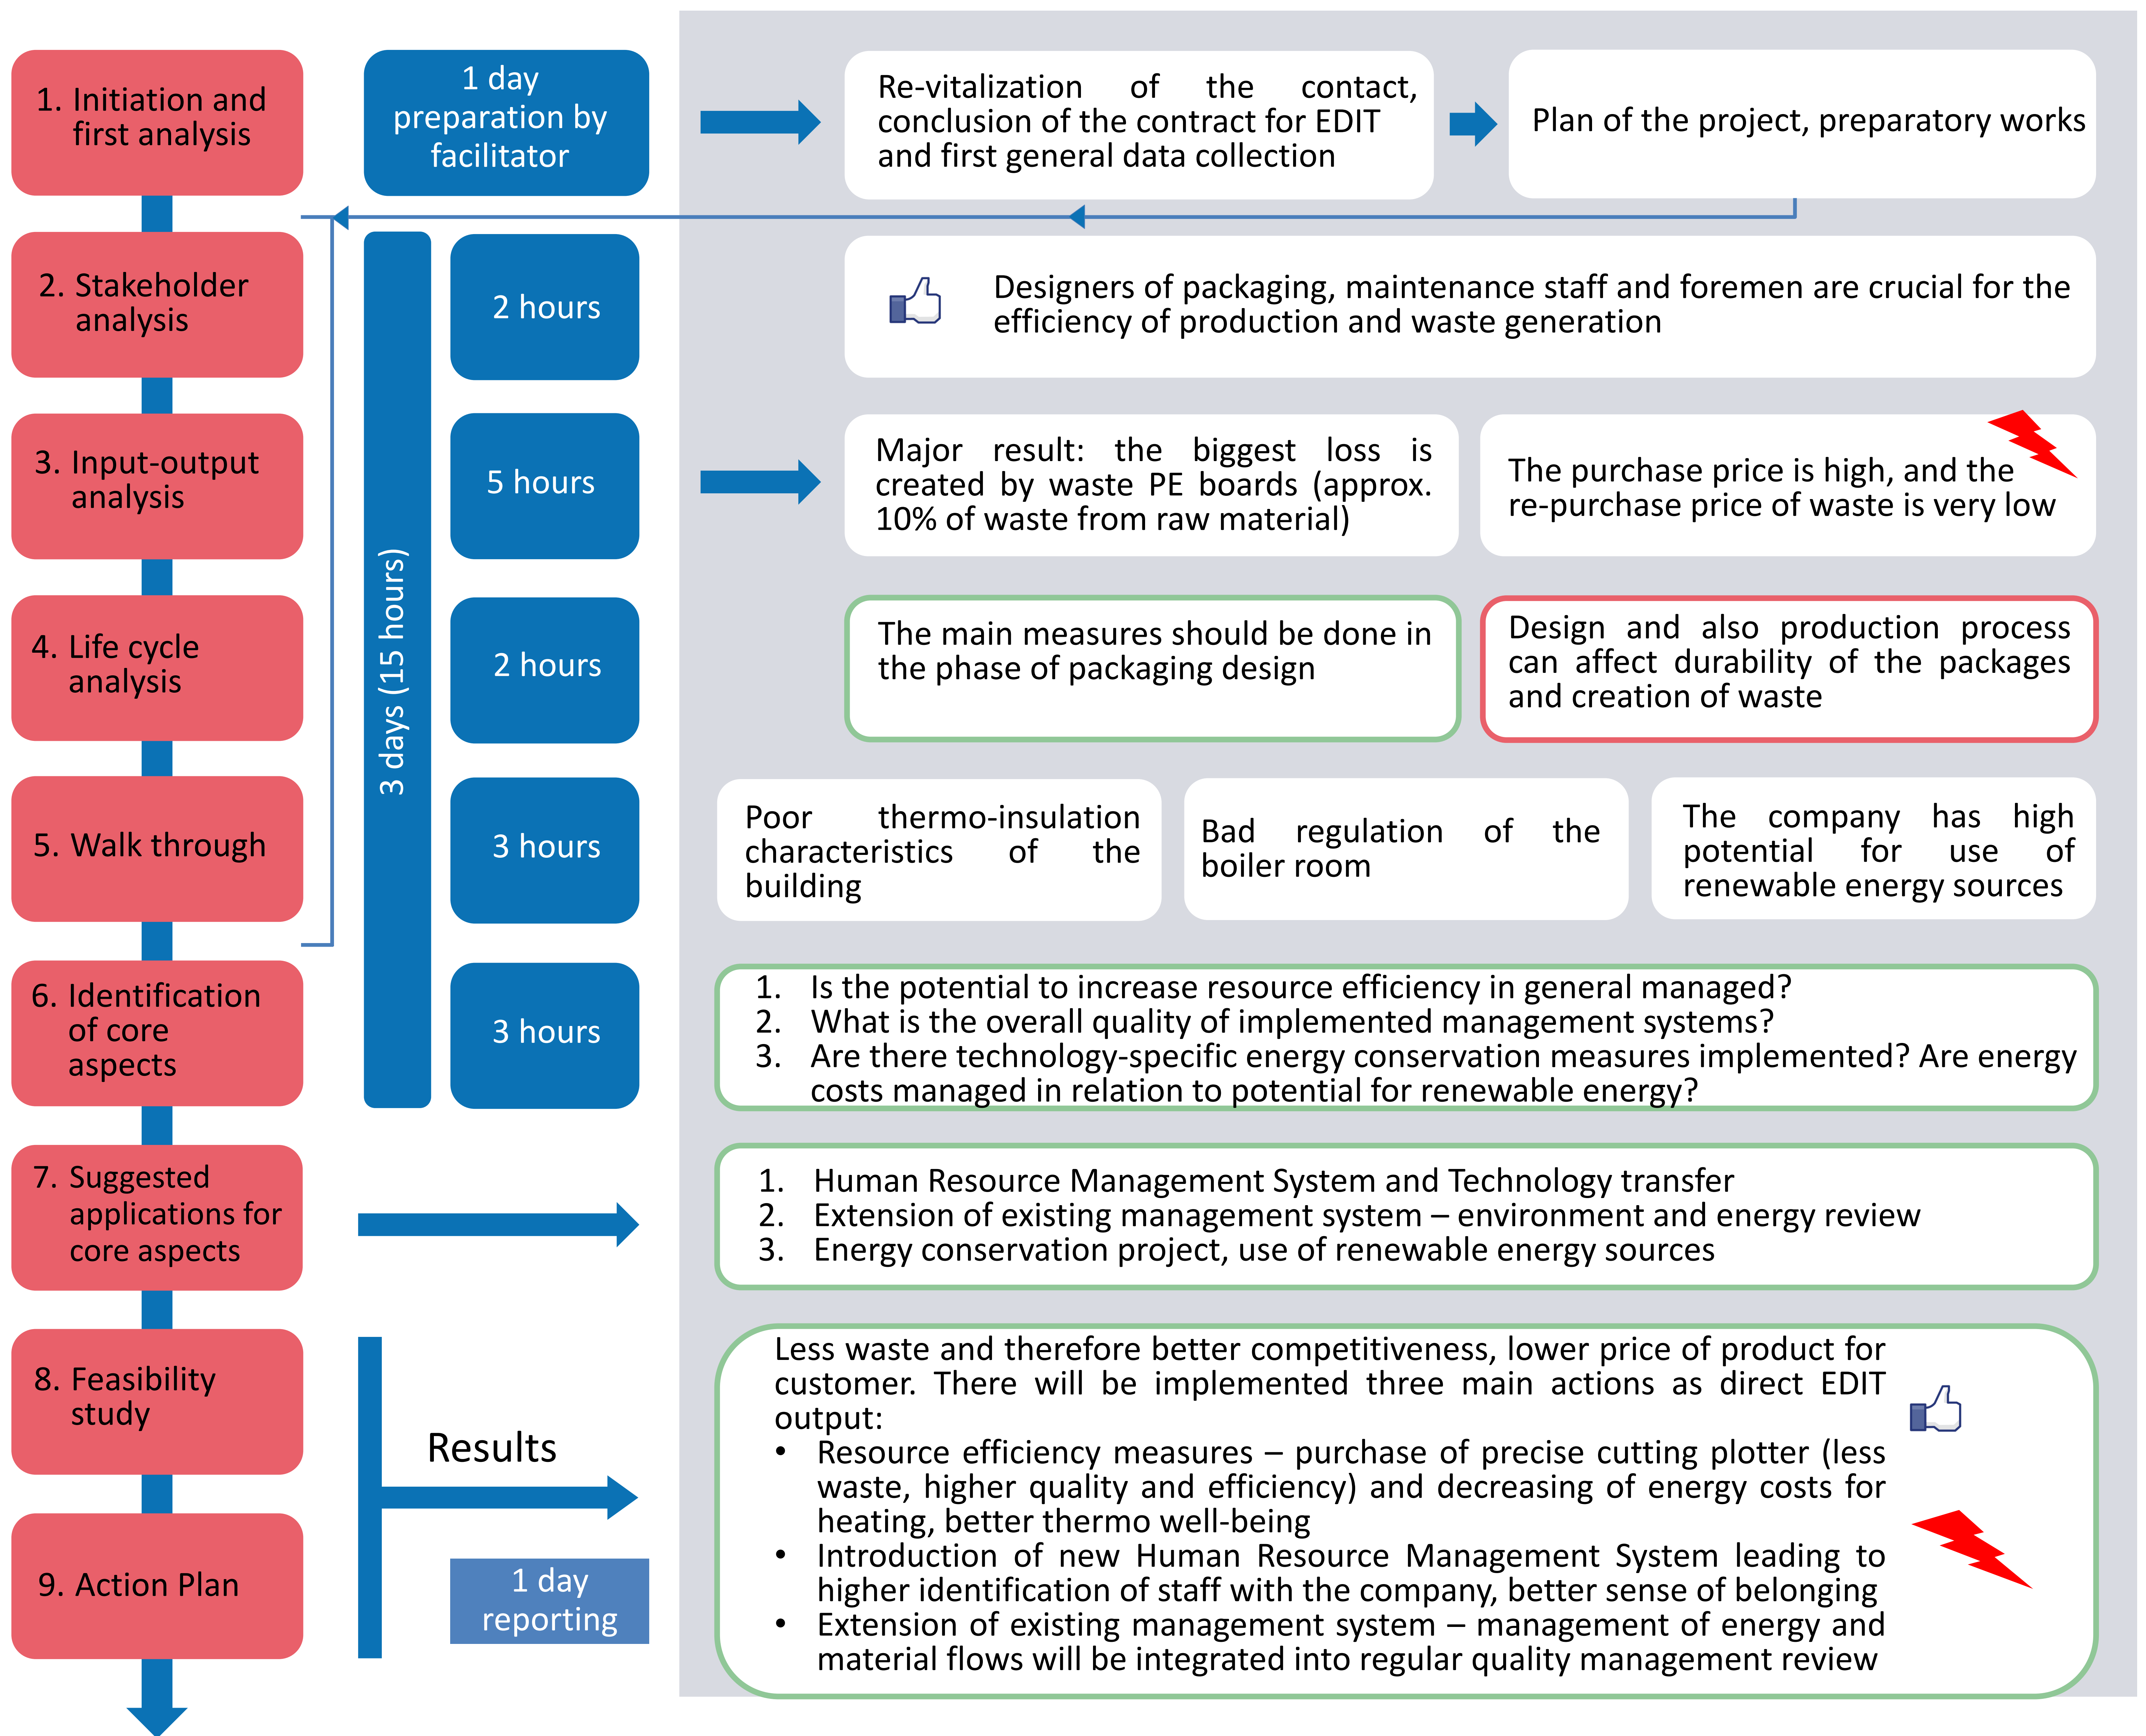 1. Initiation and
first analysis
1 day
preparation by
facilitator
Re-vitalization of the contact,
conclusion of the contract for EDIT
and first general data collection
Plan of the project, preparatory works
2. Stakeholder
analysis
3 days (15 hours)
2 hours
Designers of packaging, maintenance staff and foremen are crucial for the
efficiency of production and waste generation
3. Input-output
analysis
5 hours
Major result: the biggest loss is
created by waste PE boards (approx.
10% of waste from raw material)
The purchase price is high, and the
re-purchase price of waste is very low
4. Life cycle
analysis
2 hours
The main measures should be done in
the phase of packaging design
Design and also production process
can affect durability of the packages
and creation of waste
5. Walk through
3 hours
Poor thermo-insulation
characteristics of the
building
Bad regulation of the
boiler room
The company has high
potential for use of
renewable energy sources
6. Identification
of core
aspects
3 hours
1. Is the potential to increase resource efficiency in general managed?
2. What is the overall quality of implemented management systems?
3. Are there technology-specific energy conservation measures implemented? Are energy
costs managed in relation to potential for renewable energy?
7. Suggested
applications for
core aspects
1. Human Resource Management System and Technology transfer
2. Extension of existing management system – environment and energy review
3. Energy conservation project, use of renewable energy sources
8. Feasibility
study
9. Action Plan
Results
1 day
reporting
Less waste and therefore better competitiveness, lower price of product for
customer. There will be implemented three main actions as direct EDIT
output:
• Resource efficiency measures – purchase of precise cutting plotter (less
waste, higher quality and efficiency) and decreasing of energy costs for
heating, better thermo well-being
• Introduction of new Human Resource Management System leading to
higher identification of staff with the company, better sense of belonging
• Extension of existing management system – management of energy and
material flows will be integrated into regular quality management review